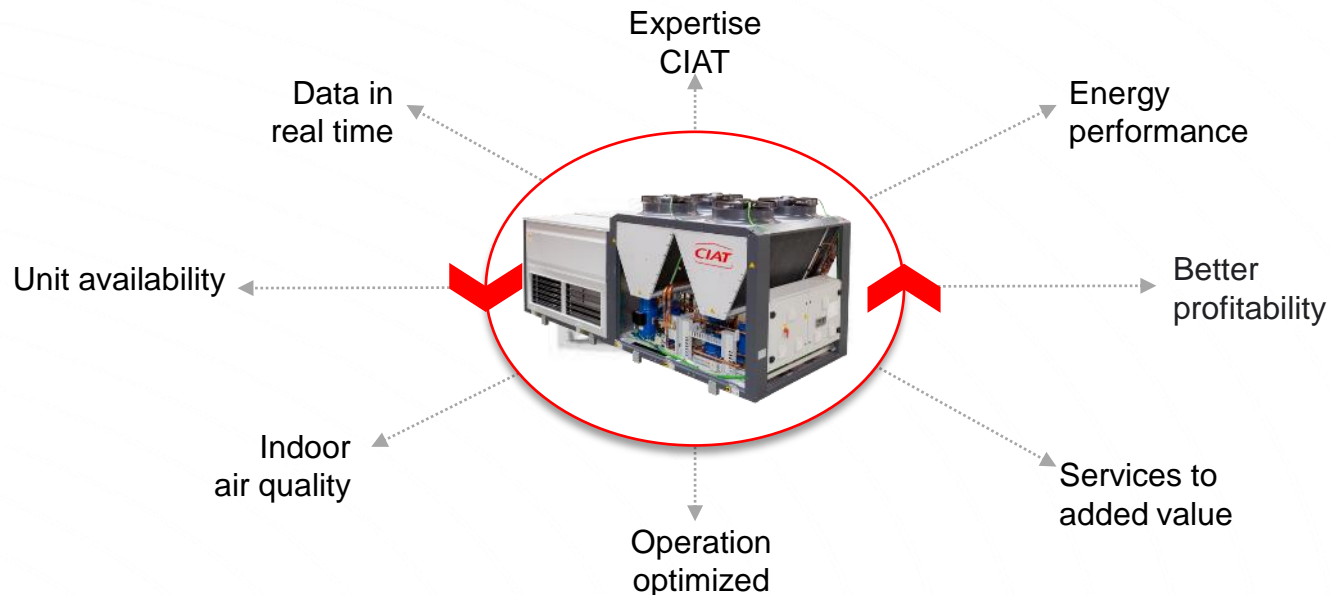 Expertise
CIAT
Data in
real time
Energy
performance
CIAT
Unit availability
Better
profitability
Indoor
air quality
Services to
added value
Operation
optimized